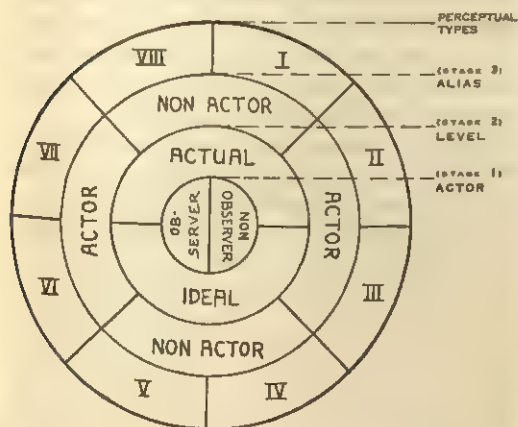 PERCEPTUAL
TYPES
(STAGE 3)
ALIAS
(STAGE 2)
LEVEL
(STAGE 1)
ACTOR
VIII
I
NON ACTOR
VII
II
ACTUAL
ACTOR
OB-
SERVER
NON
OBSERVER
ACTOR
VI
III
IDEAL
NON ACTOR
V
IV